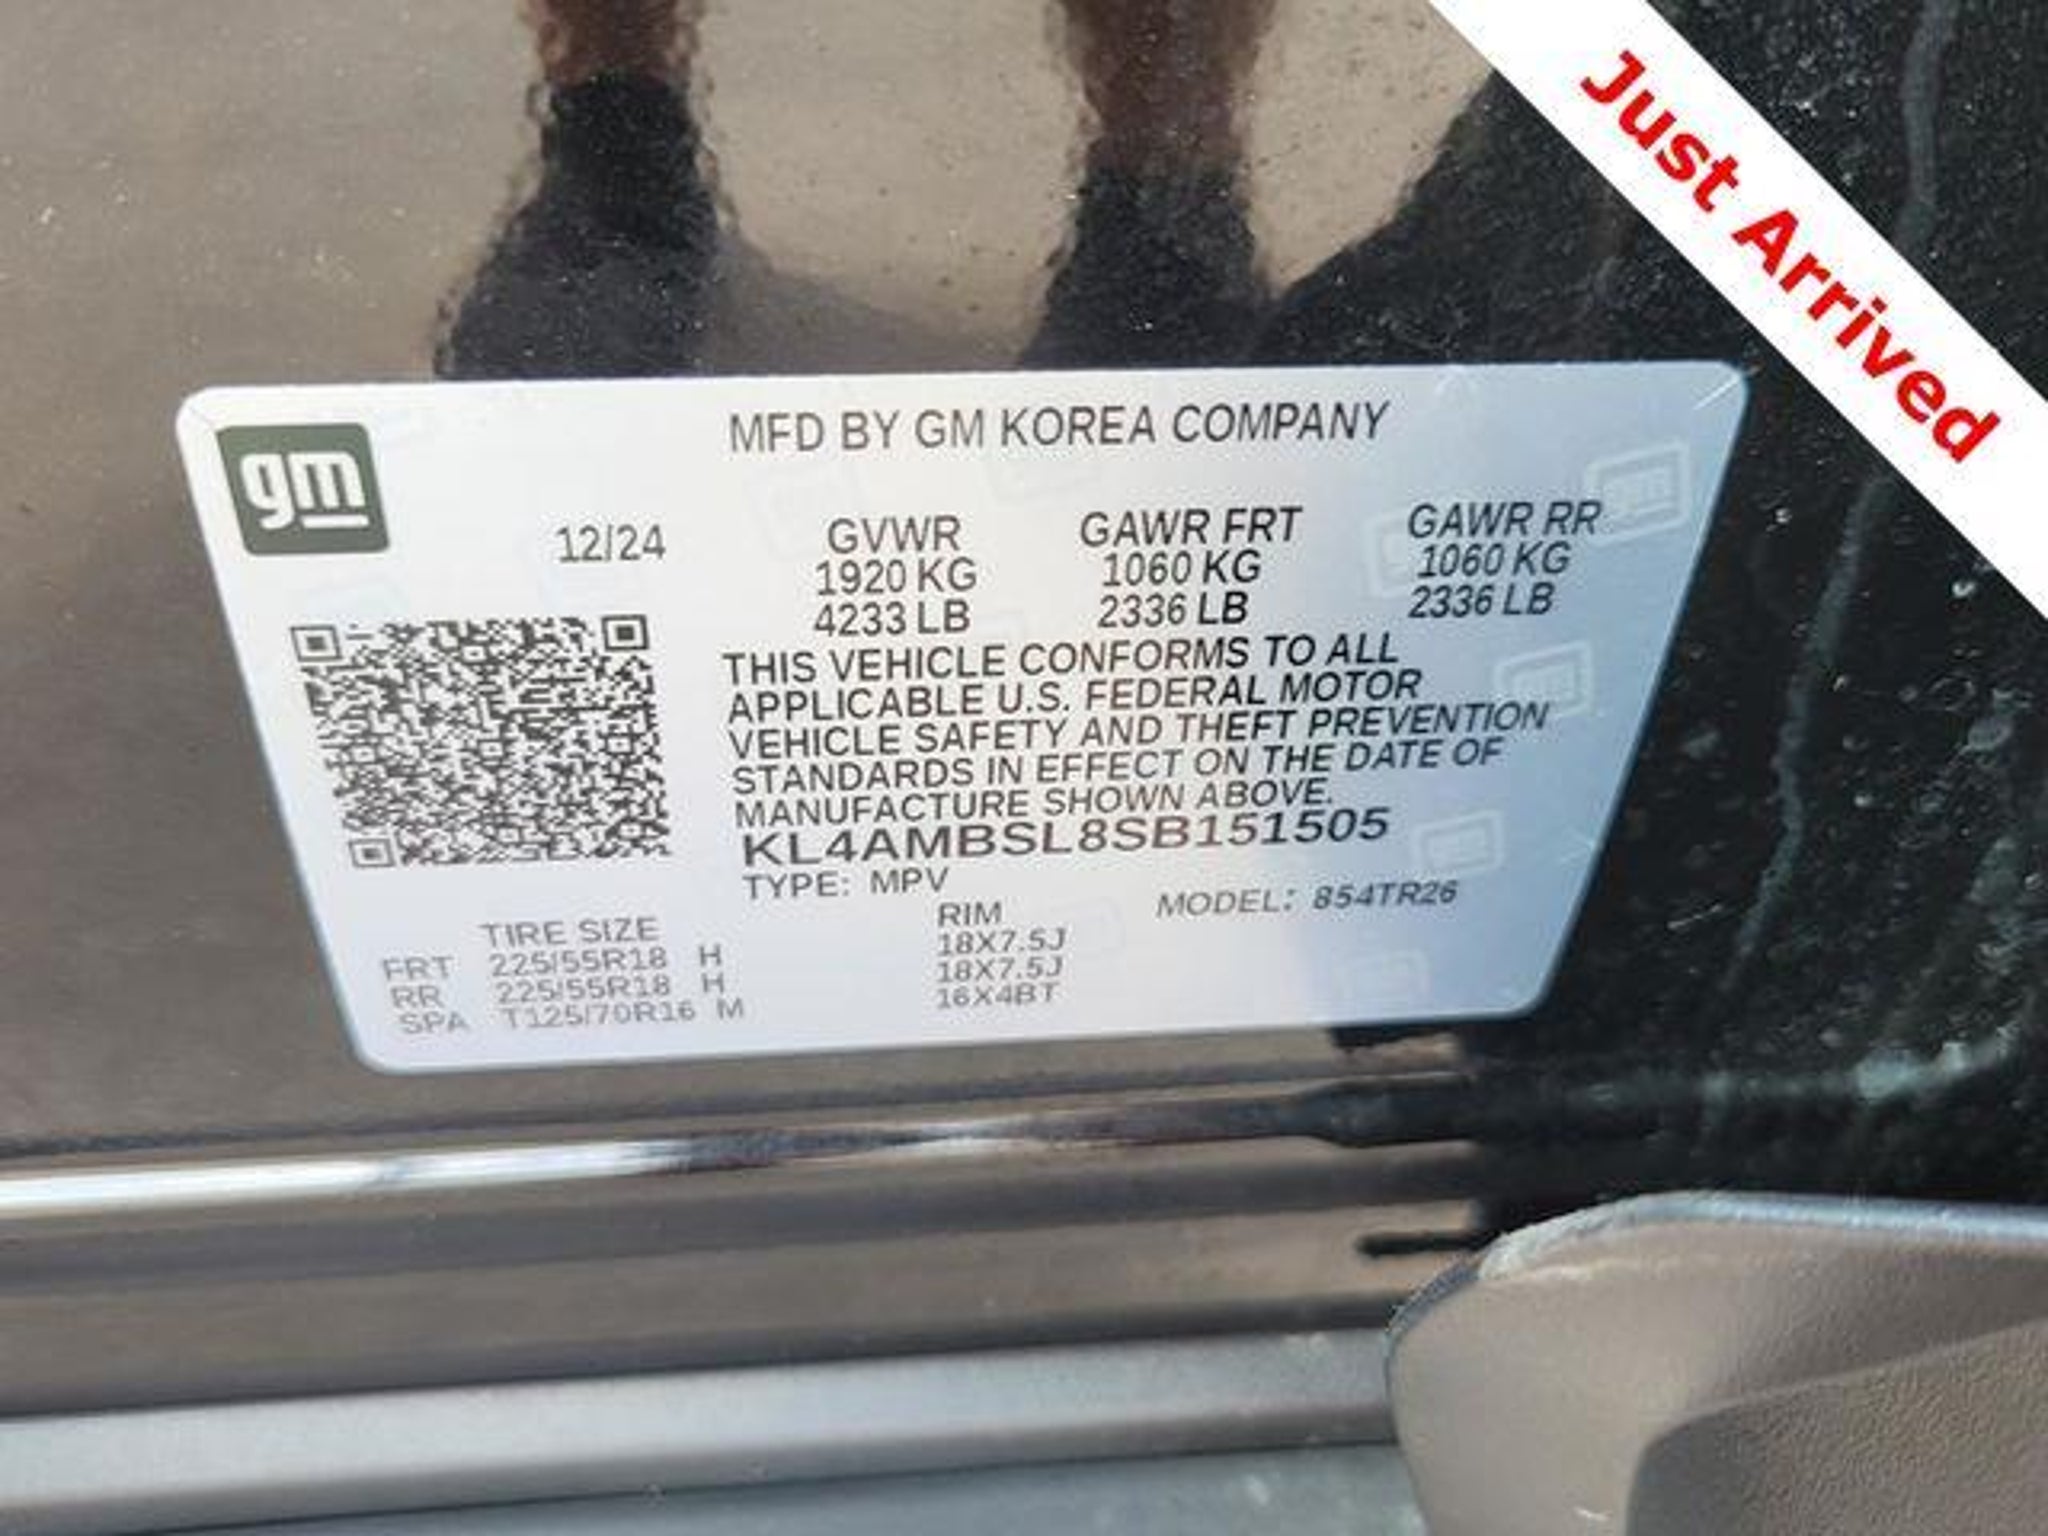 Just Arrived
gm
MFD BY GM KOREA COMPANY
12/24
GVWR GAWR FRT GAWR RR
1920 KG 1060 KG 1060 KG
4233 LB 2336 LB 2336 LB
THIS VEHICLE CONFORMS TO ALL
APPLICABLE U.S. FEDERAL MOTOR
VEHICLE SAFETY AND THEFT PREVENTION
STANDARDS IN EFFECT ON THE DATE OF
MANUFACTURE SHOWN ABOVE.
KL4AMBSL8SB151505
TYPE: MPV MODEL: 854TR26
TIRE SIZE RIM
FRT 225/55R18 H 18X7.5J
RR 225/55R18 H 18X7.5J
SPA T125/70R16 M 16X4BT